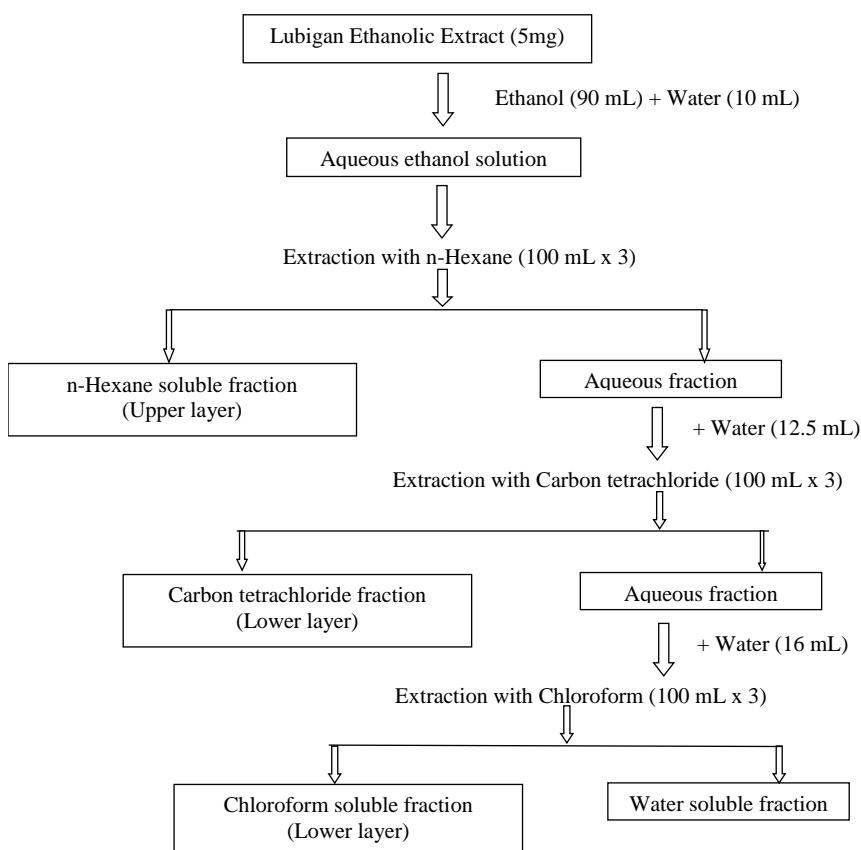 Lubigan Ethanolic Extract (5mg)
Ethanol (90 mL) + Water (10 mL)
Aqueous ethanol solution
Extraction with n-Hexane (100 mL x 3)
n-Hexane soluble fraction
(Upper layer)
Aqueous fraction
+ Water (12.5 mL)
Extraction with Carbon tetrachloride (100 mL x 3)
Carbon tetrachloride fraction
(Lower layer)
Aqueous fraction
+ Water (16 mL)
Extraction with Chloroform (100 mL x 3)
Chloroform soluble fraction
(Lower layer)
Water soluble fraction